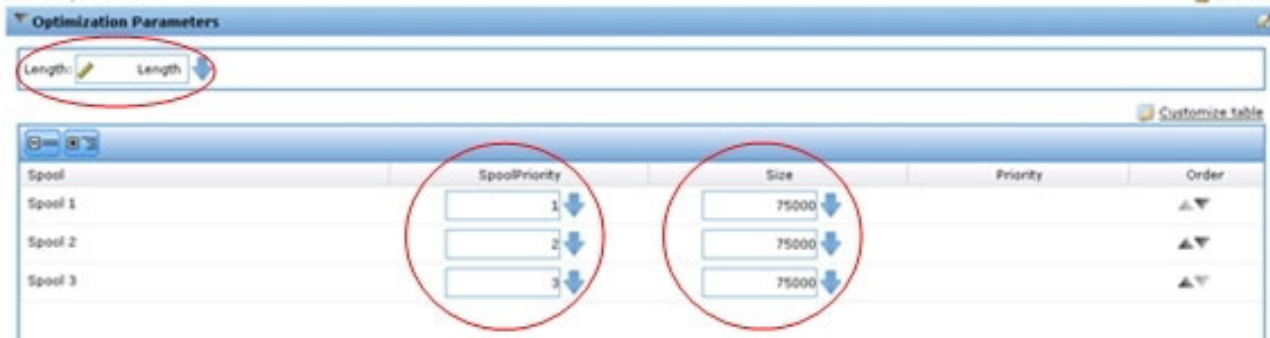 Optimization Parameters
Length: Length
Customize table
Spool SpoolPriority Size Priority Order
Spool 1 1 75000
Spool 2 2 75000
Spool 3 3 75000